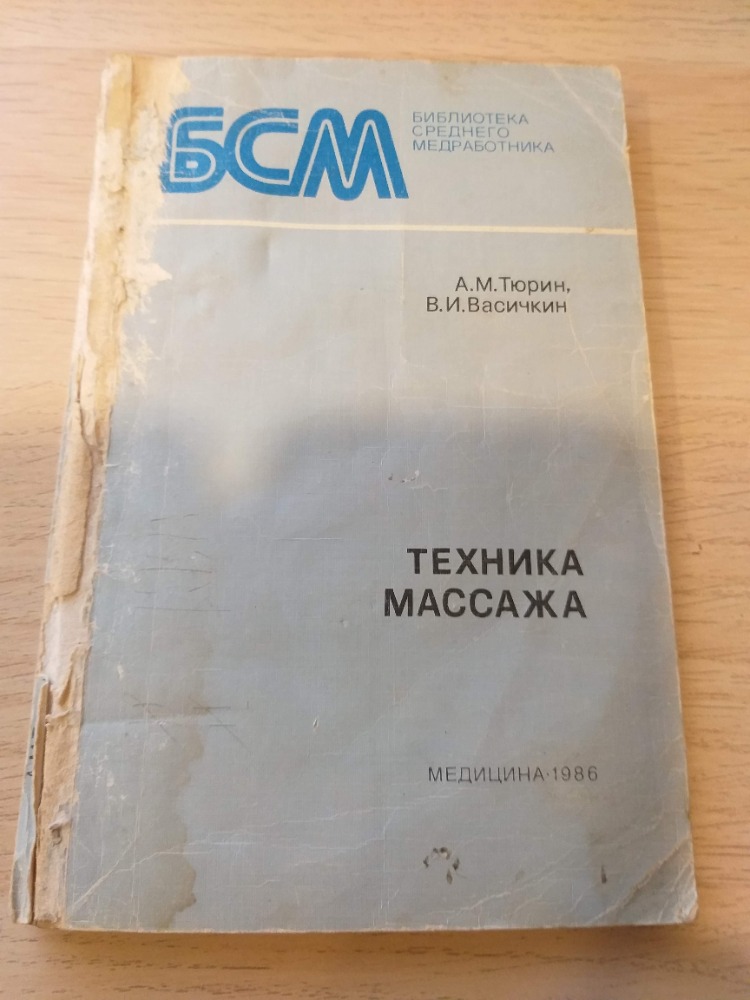 БСМ
БИБЛИОТЕКА
СРЕДНЕГО
МЕДРАБОТНИКА
А.М.Тюрин,
В.И.Васичкин
ТЕХНИКА
МАССАЖА
МЕДИЦИНА·1986